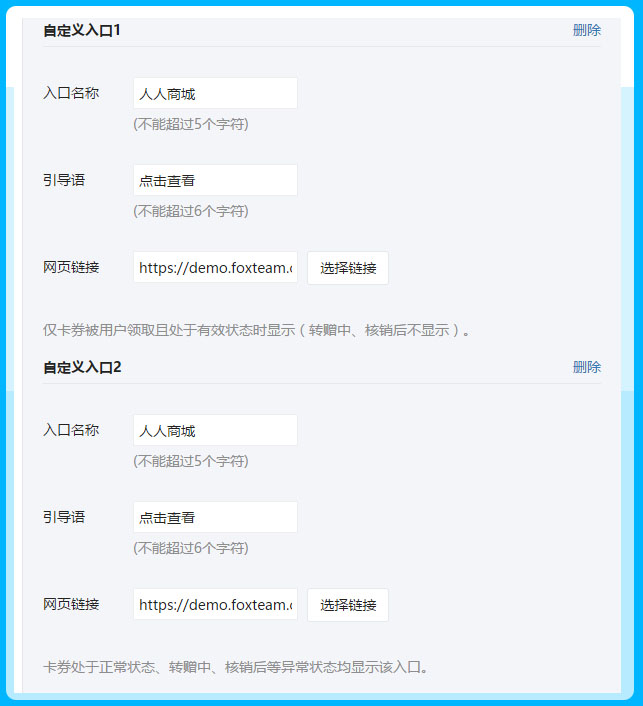 自定义入口1 删除
入口名称 人人商城
(不能超过5个字符)
引导语 点击查看
(不能超过6个字符)
网页链接 https://demo.foxteam.c 选择链接
仅卡券被用户领取且处于有效状态时显示（转赠中、核销后不显示）。
自定义入口2 删除
入口名称 人人商城
(不能超过5个字符)
引导语 点击查看
(不能超过6个字符)
网页链接 https://demo.foxteam.c 选择链接
卡券处于正常状态、转赠中、核销后等异常状态均显示该入口。